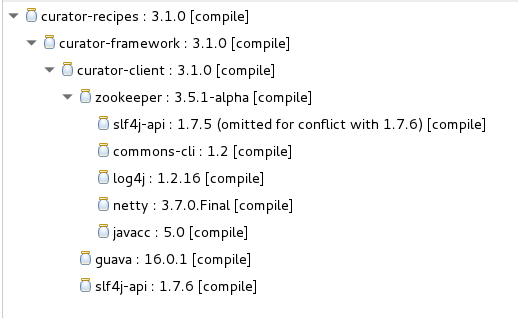 curator-recipes : 3.1.0 [compile]
curator-framework : 3.1.0 [compile]
curator-client : 3.1.0 [compile]
zookeeper : 3.5.1-alpha [compile]
slf4j-api : 1.7.5 (omitted for conflict with 1.7.6) [compile]
commons-cli : 1.2 [compile]
log4j : 1.2.16 [compile]
netty : 3.7.0.Final [compile]
javacc : 5.0 [compile]
guava : 16.0.1 [compile]
slf4j-api : 1.7.6 [compile]